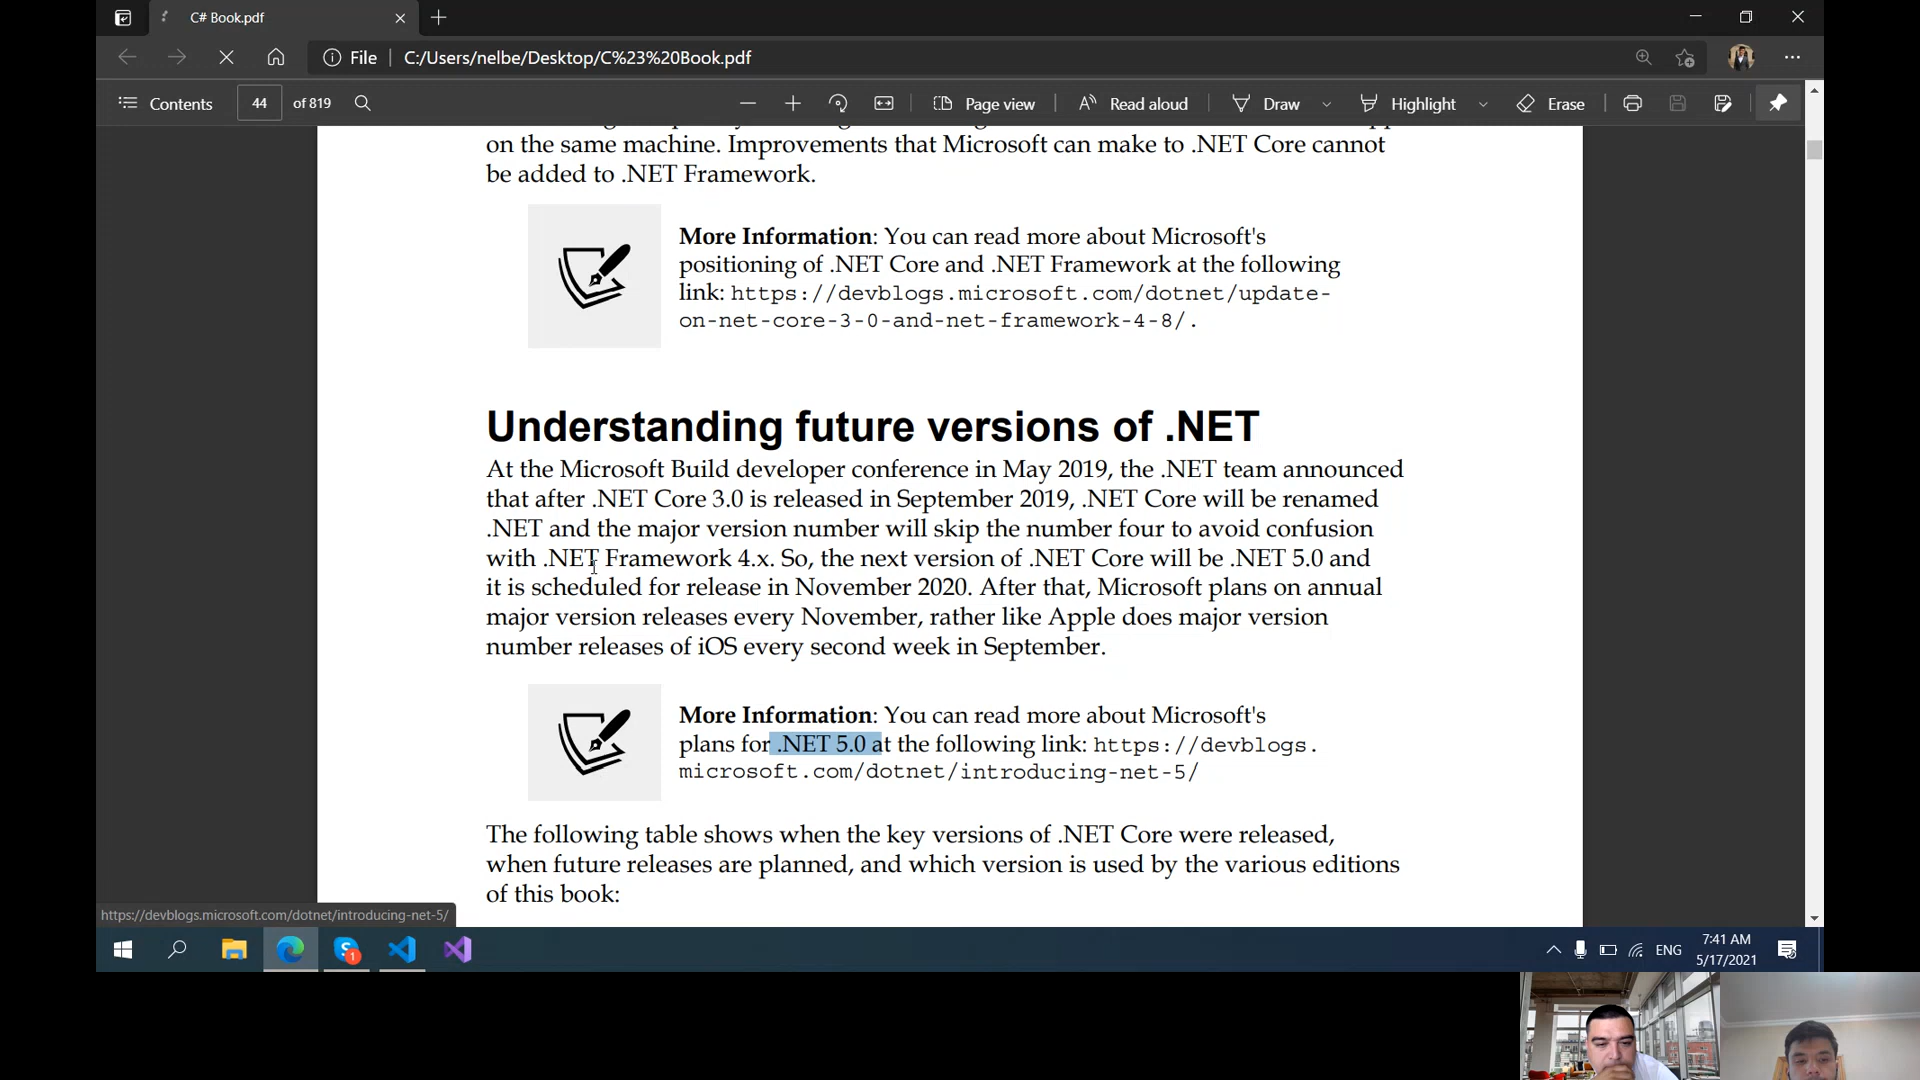 C# Book.pdf
File C:/Users/nelbe/Desktop/C%23%20Book.pdf
Contents 44 of 819 Page view Read aloud Draw Highlight Erase
on the same machine. Improvements that Microsoft can make to .NET Core cannot
be added to .NET Framework.
More Information: You can read more about Microsoft's
positioning of .NET Core and .NET Framework at the following
link: https://devblogs.microsoft.com/dotnet/update-
on-net-core-3-0-and-net-framework-4-8/.
Understanding future versions of .NET
At the Microsoft Build developer conference in May 2019, the .NET team announced
that after .NET Core 3.0 is released in September 2019, .NET Core will be renamed
.NET and the major version number will skip the number four to avoid confusion
with .NET Framework 4.x. So, the next version of .NET Core will be .NET 5.0 and
it is scheduled for release in November 2020. After that, Microsoft plans on annual
major version releases every November, rather like Apple does major version
number releases of iOS every second week in September.
More Information: You can read more about Microsoft's
plans for .NET 5.0 at the following link: https://devblogs.
microsoft.com/dotnet/introducing-net-5/
The following table shows when the key versions of .NET Core were released,
when future releases are planned, and which version is used by the various editions
of this book:
https://devblogs.microsoft.com/dotnet/introducing-net-5/
1
ENG
7:41 AM
5/17/2021